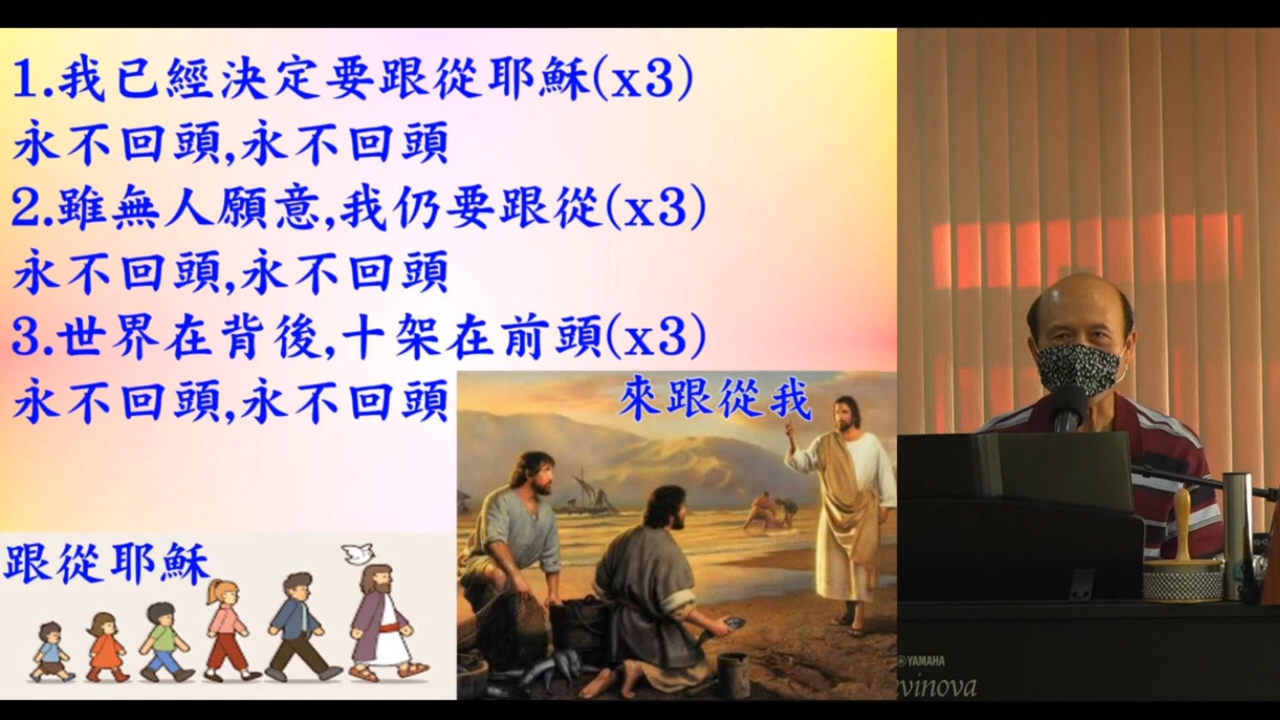 1.我已經決定要跟從耶穌(x3)
永不回頭,永不回頭
2.雖無人願意,我仍要跟從(x3)
永不回頭,永不回頭
3.世界在背後,十架在前頭(x3)
永不回頭,永不回頭
來跟從我
跟從耶穌
YAMAHA
avinova